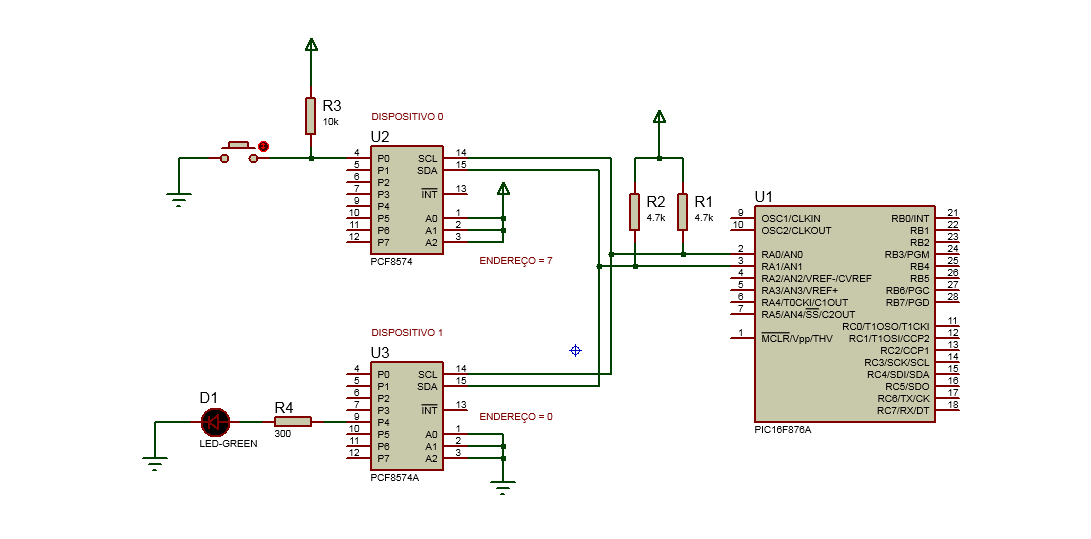 R3
10k
DISPOSITIVO 0
U2
4 P0 SCL 14
5 P1 SDA 15
6 P2
7 P3 INT 13
9 P4
10 P5 A0 1
11 P6 A1 2
12 P7 A2 3
PCF8574
ENDEREÇO = 7
R2
4.7k
R1
4.7k
U1
9 OSC1/CLKIN RB0/INT 21
10 OSC2/CLKOUT RB1 22
RB2 23
2 RA0/AN0 RB3/PGM 24
3 RA1/AN1 RB4 25
4 RA2/AN2/VREF-/CVREF RB5 26
5 RA3/AN3/VREF+ RB6/PGC 27
6 RA4/T0CKI/C1OUT RB7/PGD 28
7 RA5/AN4/SS/C2OUT
RC0/T1OSO/T1CKI 11
1 MCLR/Vpp/THV RC1/T1OSI/CCP2 12
RC2/CCP1 13
RC3/SCK/SCL 14
RC4/SDI/SDA 15
RC5/SDO 16
RC6/TX/CK 17
RC7/RX/DT 18
PIC16F876A
DISPOSITIVO 1
U3
4 P0 SCL 14
5 P1 SDA 15
6 P2
7 P3 INT 13
9 P4
10 P5 A0 1
11 P6 A1 2
12 P7 A2 3
PCF8574A
ENDEREÇO = 0
D1
LED-GREEN
R4
300